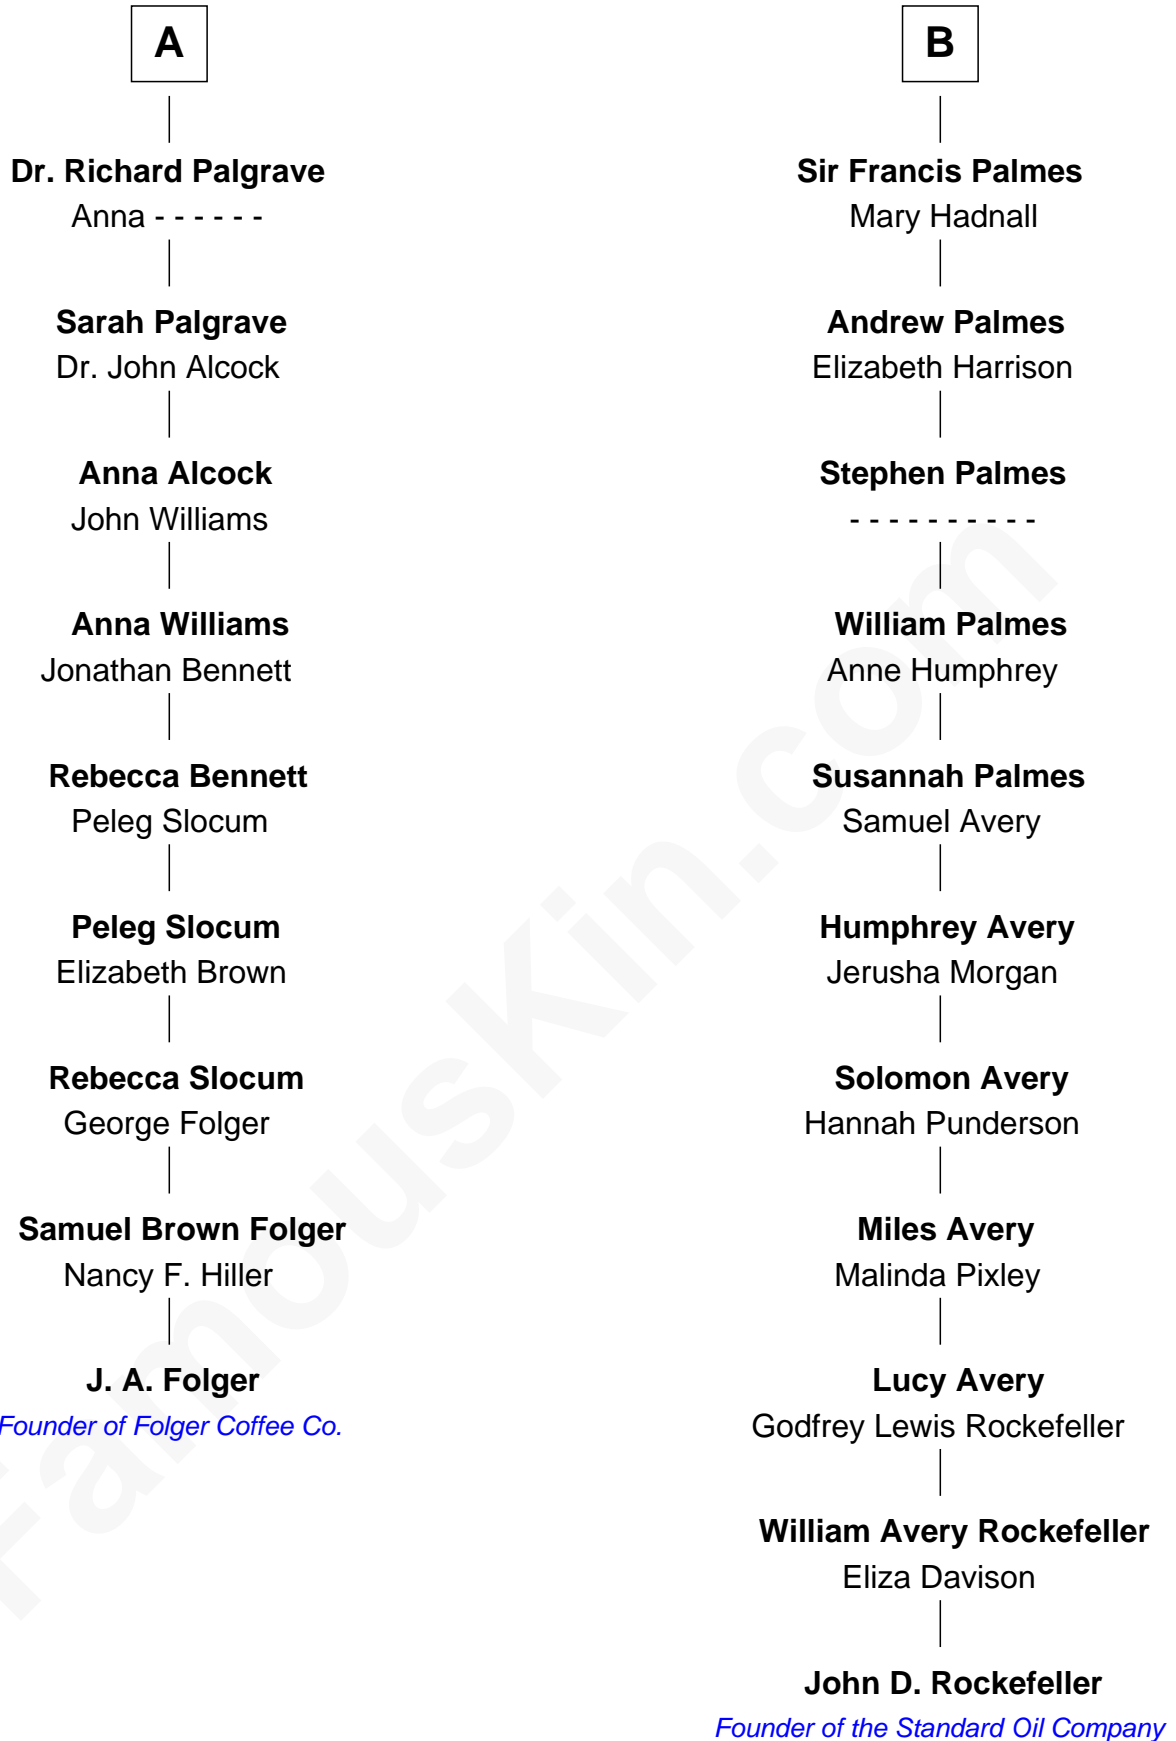 A
Dr. Richard Palgrave
Anna - - - - - -
Sarah Palgrave
Dr. John Alcock
Anna Alcock
John Williams
Anna Williams
Jonathan Bennett
Rebecca Bennett
Peleg Slocum
Peleg Slocum
Elizabeth Brown
Rebecca Slocum
George Folger
Samuel Brown Folger
Nancy F. Hiller
J. A. Folger
Founder of Folger Coffee Co.
B
Sir Francis Palmes
Mary Hadnall
Andrew Palmes
Elizabeth Harrison
Stephen Palmes
- - - - - - - - - -
William Palmes
Anne Humphrey
Susannah Palmes
Samuel Avery
Humphrey Avery
Jerusha Morgan
Solomon Avery
Hannah Punderson
Miles Avery
Malinda Pixley
Lucy Avery
Godfrey Lewis Rockefeller
William Avery Rockefeller
Eliza Davison
John D. Rockefeller
Founder of the Standard Oil Company
FamousKin.com